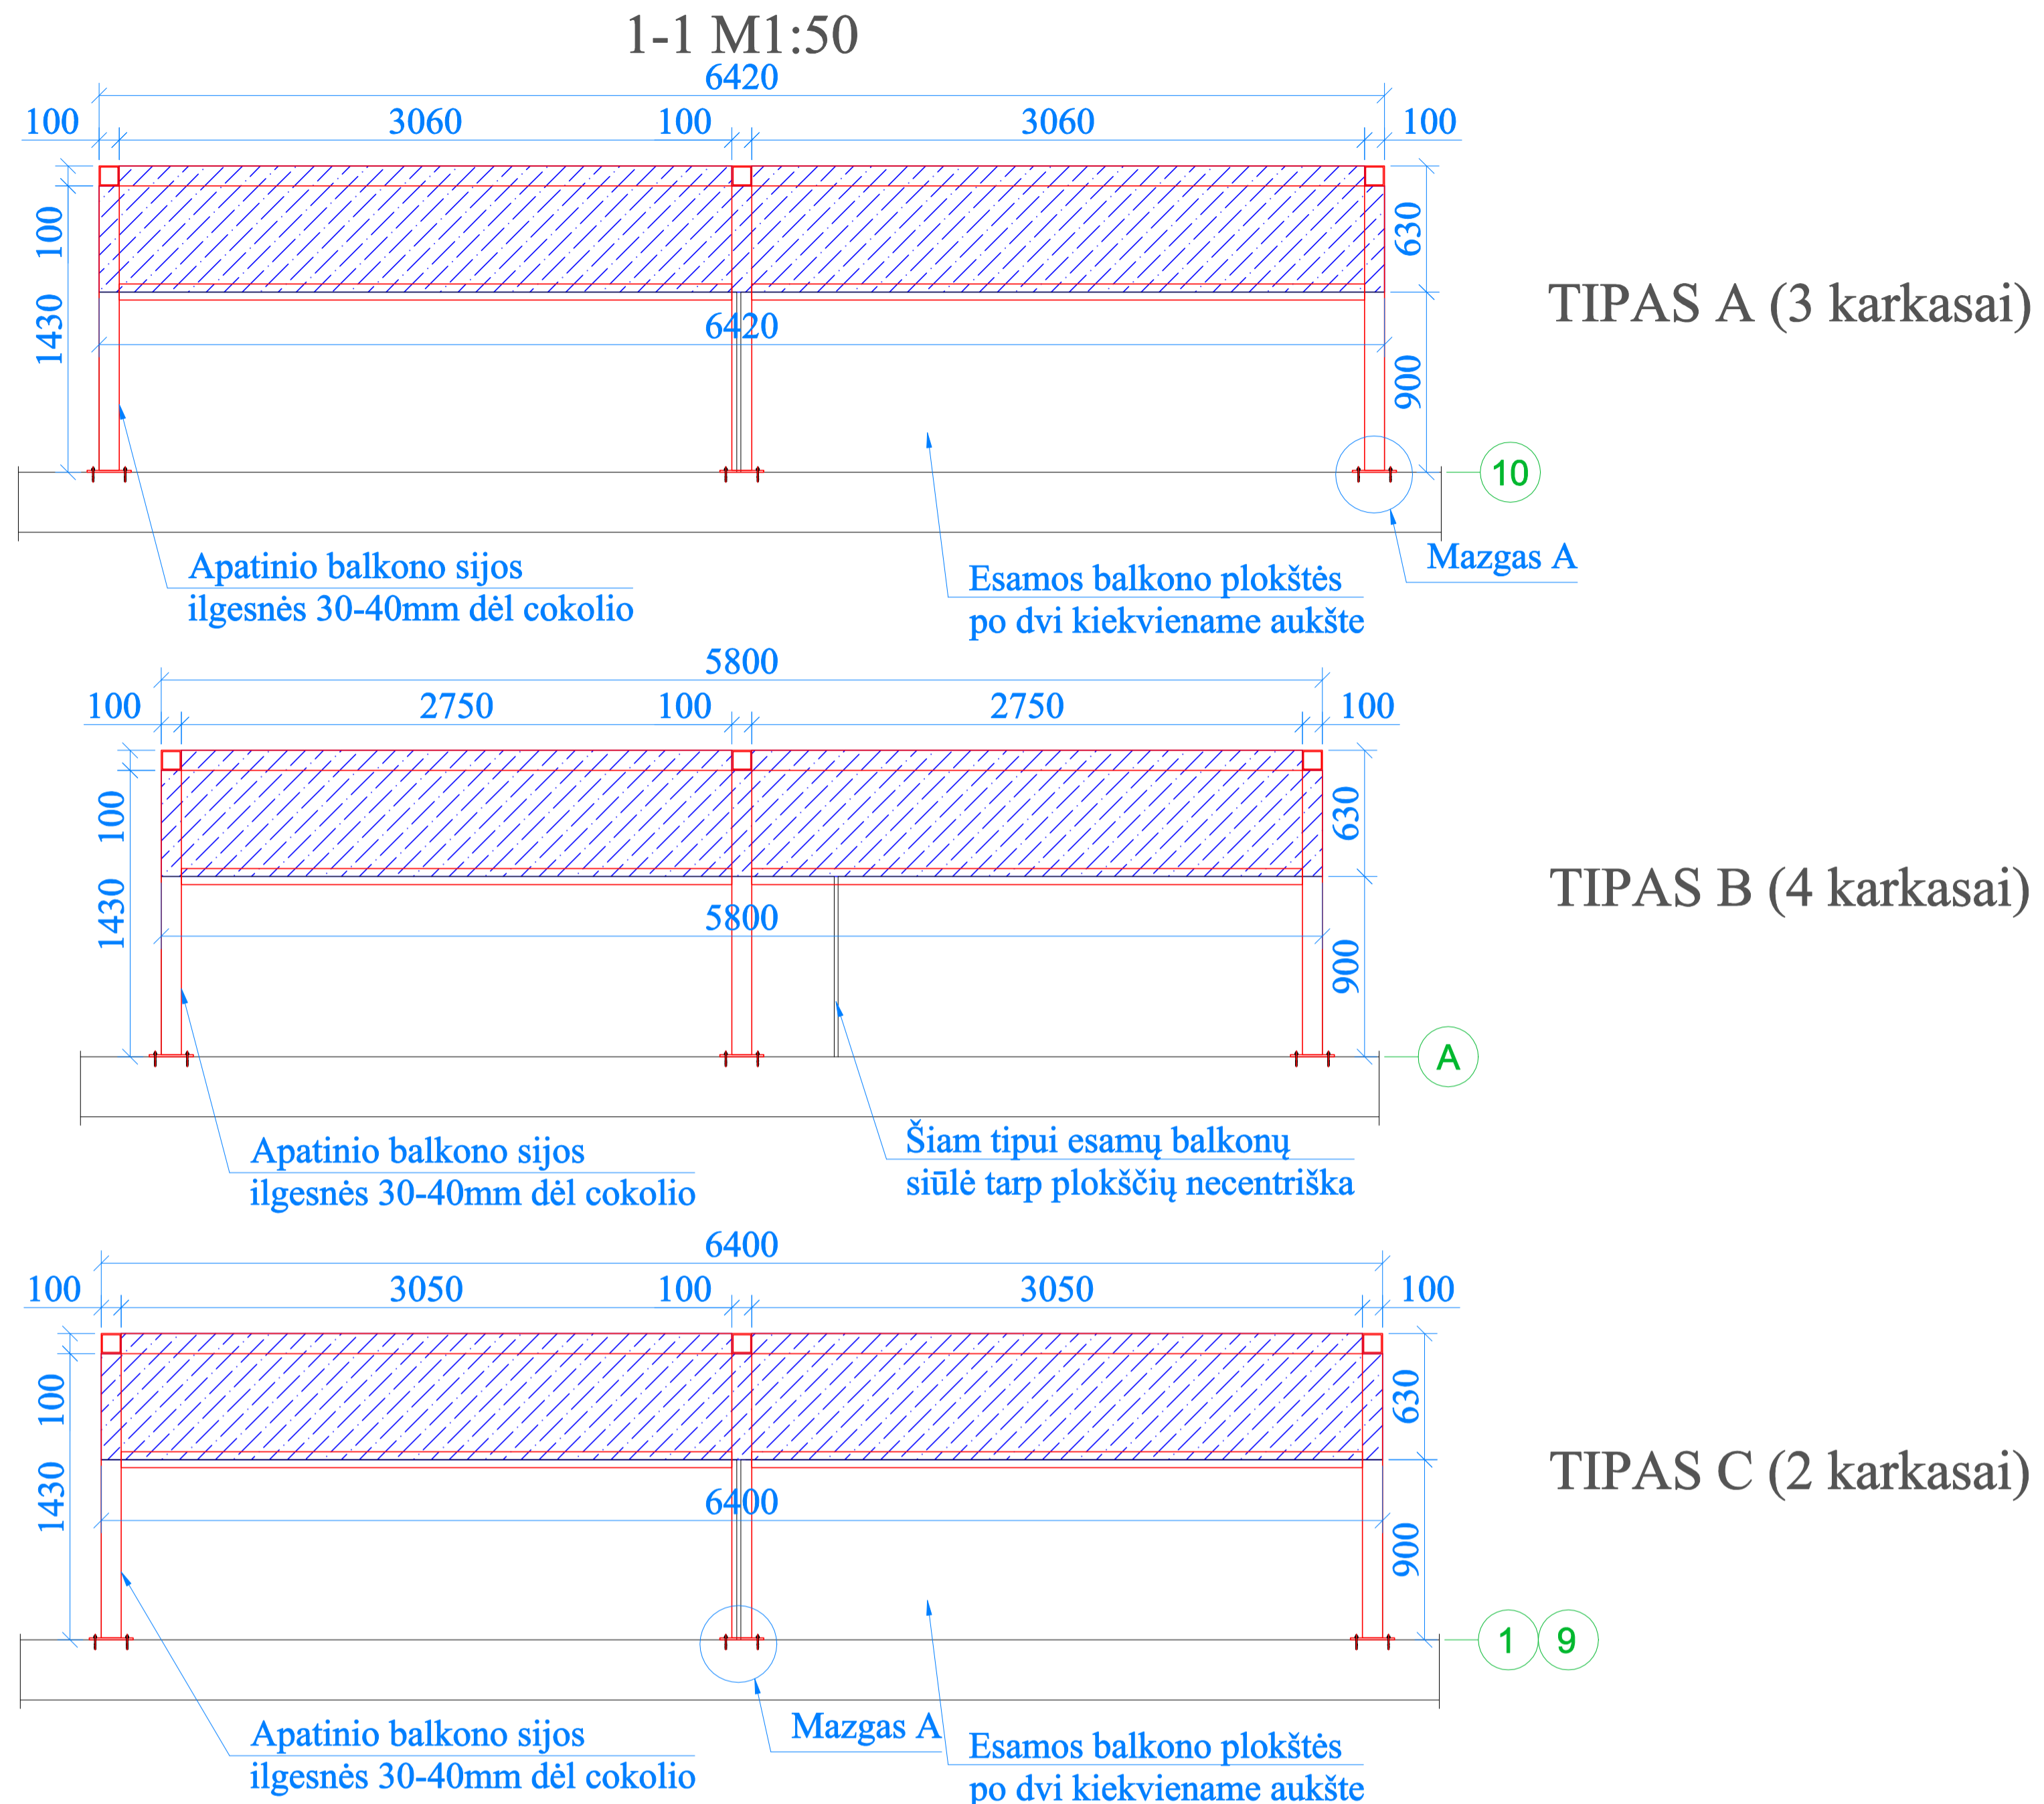 1-1 M1:50
6420
100 3060 100 3060 100
100
630
1430
6420
900
TIPAS A (3 karkasai)
10
Apatinio balkono sijos
ilgesnės 30-40mm dėl cokolio
Esamos balkono plokštės
po dvi kiekviename aukšte
Mazgas A
5800
100 2750 100 2750 100
100
630
1430
5800
900
TIPAS B (4 karkasai)
A
Apatinio balkono sijos
ilgesnės 30-40mm dėl cokolio
Šiam tipui esamų balkonų
siūlė tarp plokščių necentriška
6400
100 3050 100 3050 100
100
630
1430
6400
900
TIPAS C (2 karkasai)
1 9
Apatinio balkono sijos
ilgesnės 30-40mm dėl cokolio
Mazgas A
Esamos balkono plokštės
po dvi kiekviename aukšte